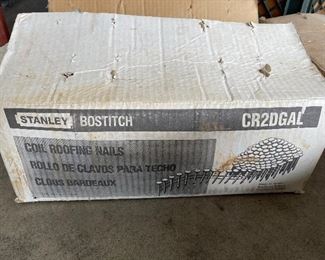 STANLEY BOSTITCH CR2DGAL
COIL ROOFING NAILS
ROLLO DE CLAVOS PARA TECHO
CLOUS BARDEAUX